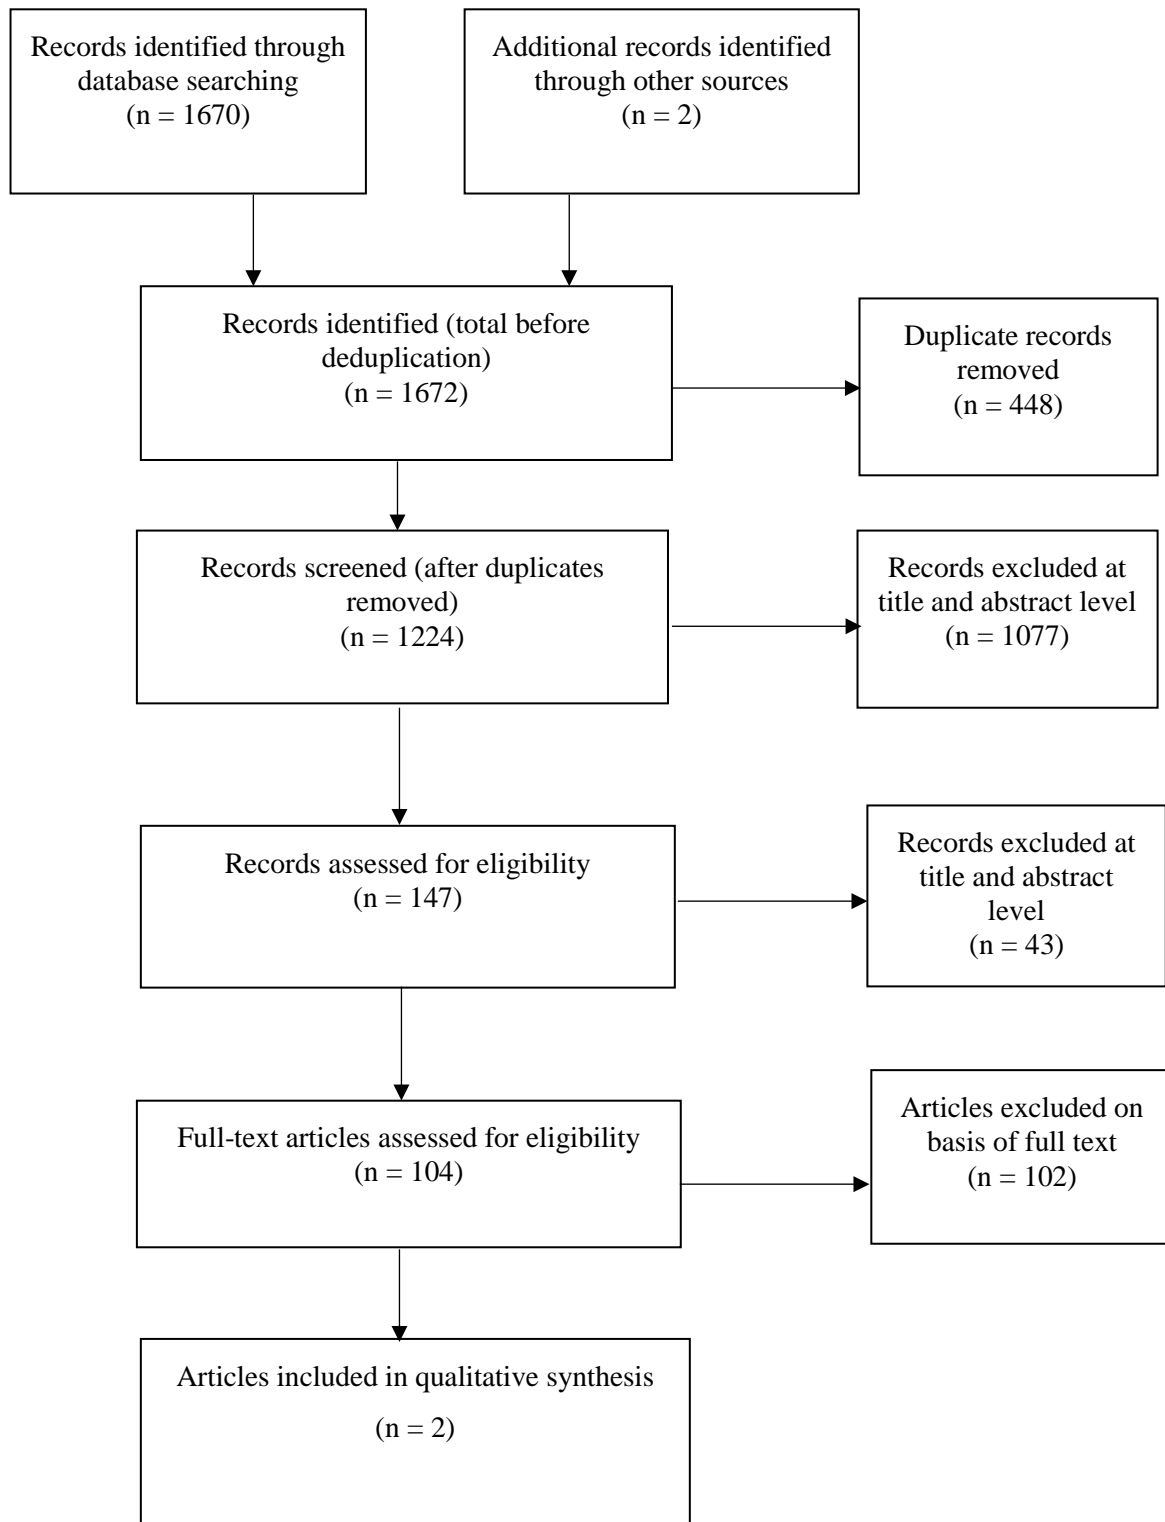 Records identified through
database searching
(n = 1670)
Additional records identified
through other sources
(n = 2)
Records identified (total before
deduplication)
(n = 1672)
Duplicate records
removed
(n = 448)
Records screened (after duplicates
removed)
(n = 1224)
Records excluded at
title and abstract level
(n = 1077)
Records assessed for eligibility
(n = 147)
Records excluded at
title and abstract
level
(n = 43)
Full-text articles assessed for eligibility
(n = 104)
Articles excluded on
basis of full text
(n = 102)
Articles included in qualitative synthesis
(n = 2)